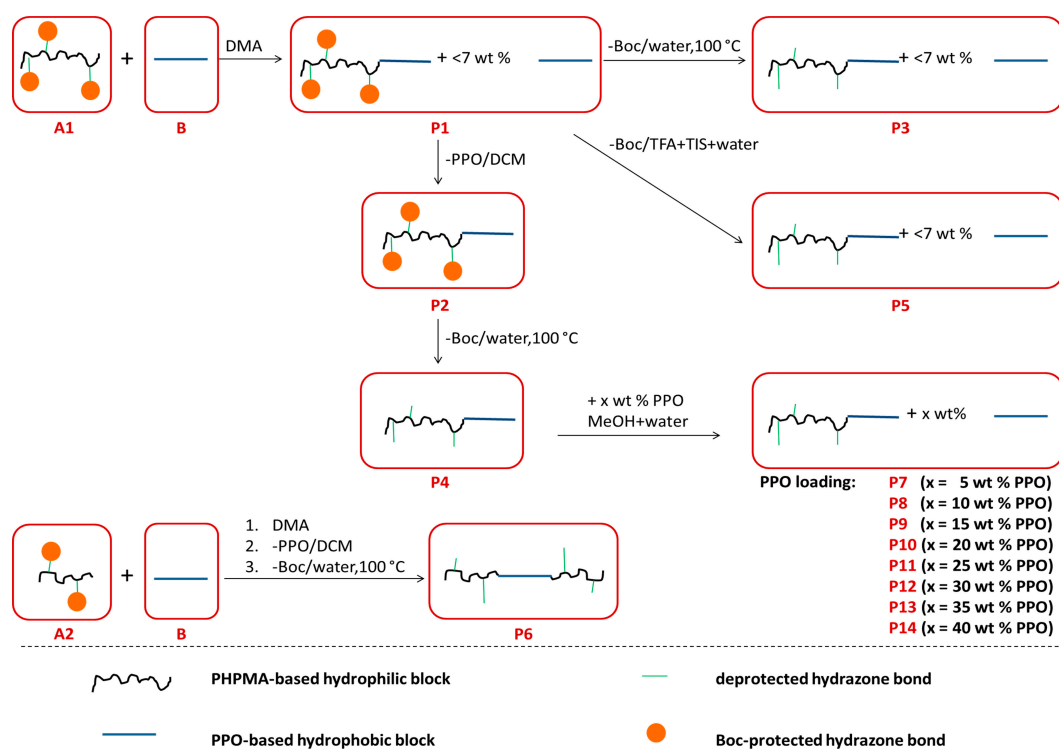 A1
+
B
DMA
+ <7 wt %
P1
-Boc/water,100 °C
+ <7 wt %
P3
-PPO/DCM
-Boc/TFA+TIS+water
P2
+ <7 wt %
P5
-Boc/water,100 °C
P4
+ x wt % PPO
MeOH+water
+ x wt%
PPO loading: P7 (x = 5 wt % PPO)
P8 (x = 10 wt % PPO)
P9 (x = 15 wt % PPO)
P10 (x = 20 wt % PPO)
P11 (x = 25 wt % PPO)
P12 (x = 30 wt % PPO)
P13 (x = 35 wt % PPO)
P14 (x = 40 wt % PPO)
A2
+
B
1. DMA
2. -PPO/DCM
3. -Boc/water,100 °C
P6
PHPMA-based hydrophilic block
deprotected hydrazone bond
PPO-based hydrophobic block
Boc-protected hydrazone bond